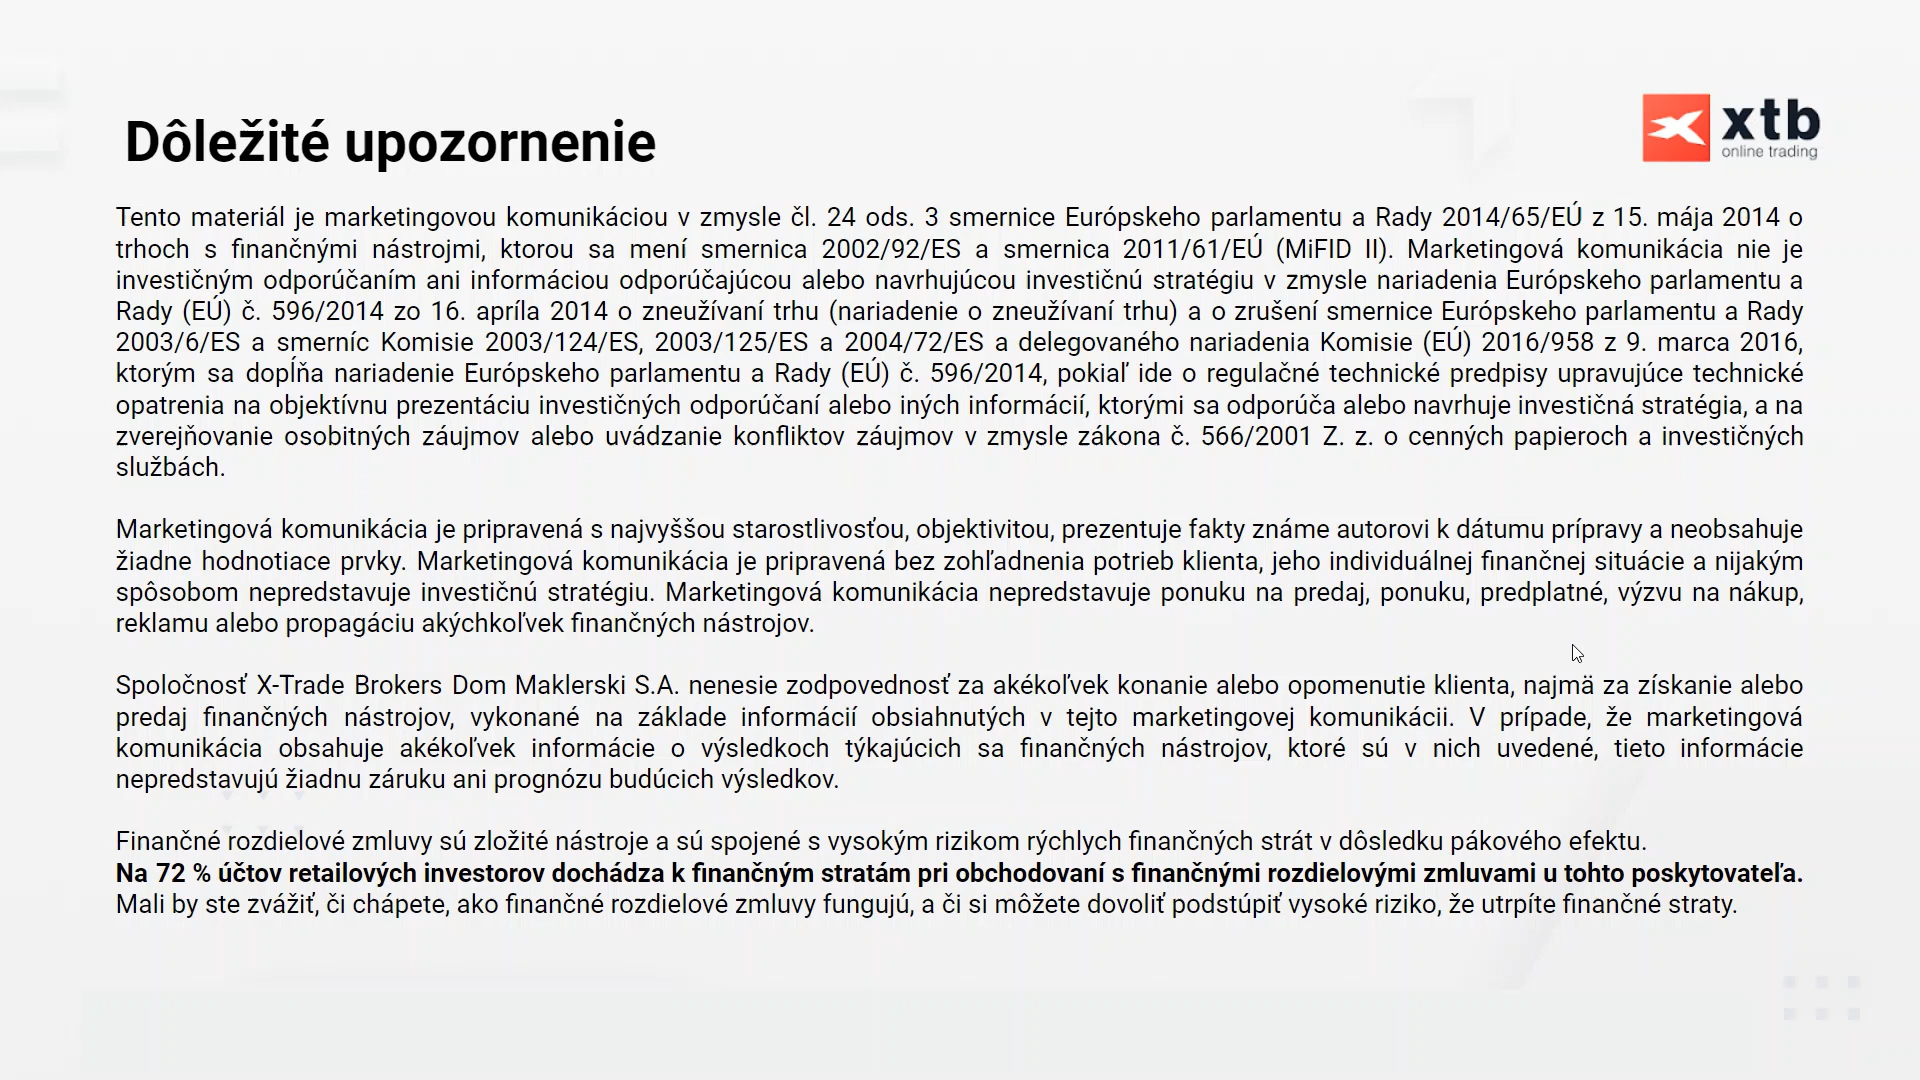 Dôležité upozornenie
xtb
online trading
Tento materiál je marketingovou komunikáciou v zmysle čl. 24 ods. 3 smernice Európskeho parlamentu a Rady 2014/65/EÚ z 15. mája 2014 o
trhoch s finančnými nástrojmi, ktorou sa mení smernica 2002/92/ES a smernica 2011/61/EÚ (MiFID II). Marketingová komunikácia nie je
investičným odporúčaním ani informáciou odporúčajúcou alebo navrhujúcou investičnú stratégiu v zmysle nariadenia Európskeho parlamentu a
Rady (EÚ) č. 596/2014 zo 16. apríla 2014 o zneužívaní trhu (nariadenie o zneužívaní trhu) a o zrušení smernice Európskeho parlamentu a Rady
2003/6/ES a smerníc Komisie 2003/124/ES, 2003/125/ES a 2004/72/ES a delegovaného nariadenia Komisie (EÚ) 2016/958 z 9. marca 2016,
ktorým sa dopĺňa nariadenie Európskeho parlamentu a Rady (EÚ) č. 596/2014, pokiaľ ide o regulačné technické predpisy upravujúce technické
opatrenia na objektívnu prezentáciu investičných odporúčaní alebo iných informácií, ktorými sa odporúča alebo navrhuje investičná stratégia, a na
zverejňovanie osobitných záujmov alebo uvádzanie konfliktov záujmov v zmysle zákona č. 566/2001 Z. z. o cenných papieroch a investičných
službách.
Marketingová komunikácia je pripravená s najvyššou starostlivosťou, objektivitou, prezentuje fakty známe autorovi k dátumu prípravy a neobsahuje
žiadne hodnotiace prvky. Marketingová komunikácia je pripravená bez zohľadnenia potrieb klienta, jeho individuálnej finančnej situácie a nijakým
spôsobom nepredstavuje investičnú stratégiu. Marketingová komunikácia nepredstavuje ponuku na predaj, ponuku, predplatné, výzvu na nákup,
reklamu alebo propagáciu akýchkoľvek finančných nástrojov.
Spoločnosť X-Trade Brokers Dom Maklerski S.A. nenesie zodpovednosť za akékoľvek konanie alebo opomenutie klienta, najmä za získanie alebo
predaj finančných nástrojov, vykonané na základe informácií obsiahnutých v tejto marketingovej komunikácii. V prípade, že marketingová
komunikácia obsahuje akékoľvek informácie o výsledkoch týkajúcich sa finančných nástrojov, ktoré sú v nich uvedené, tieto informácie
nepredstavujú žiadnu záruku ani prognózu budúcich výsledkov.
Finančné rozdielové zmluvy sú zložité nástroje a sú spojené s vysokým rizikom rýchlych finančných strát v dôsledku pákového efektu.
Na 72 % účtov retailových investorov dochádza k finančným stratám pri obchodovaní s finančnými rozdielovými zmluvami u tohto poskytovateľa.
Mali by ste zvážiť, či chápete, ako finančné rozdielové zmluvy fungujú, a či si môžete dovoliť podstúpiť vysoké riziko, že utrpíte finančné straty.